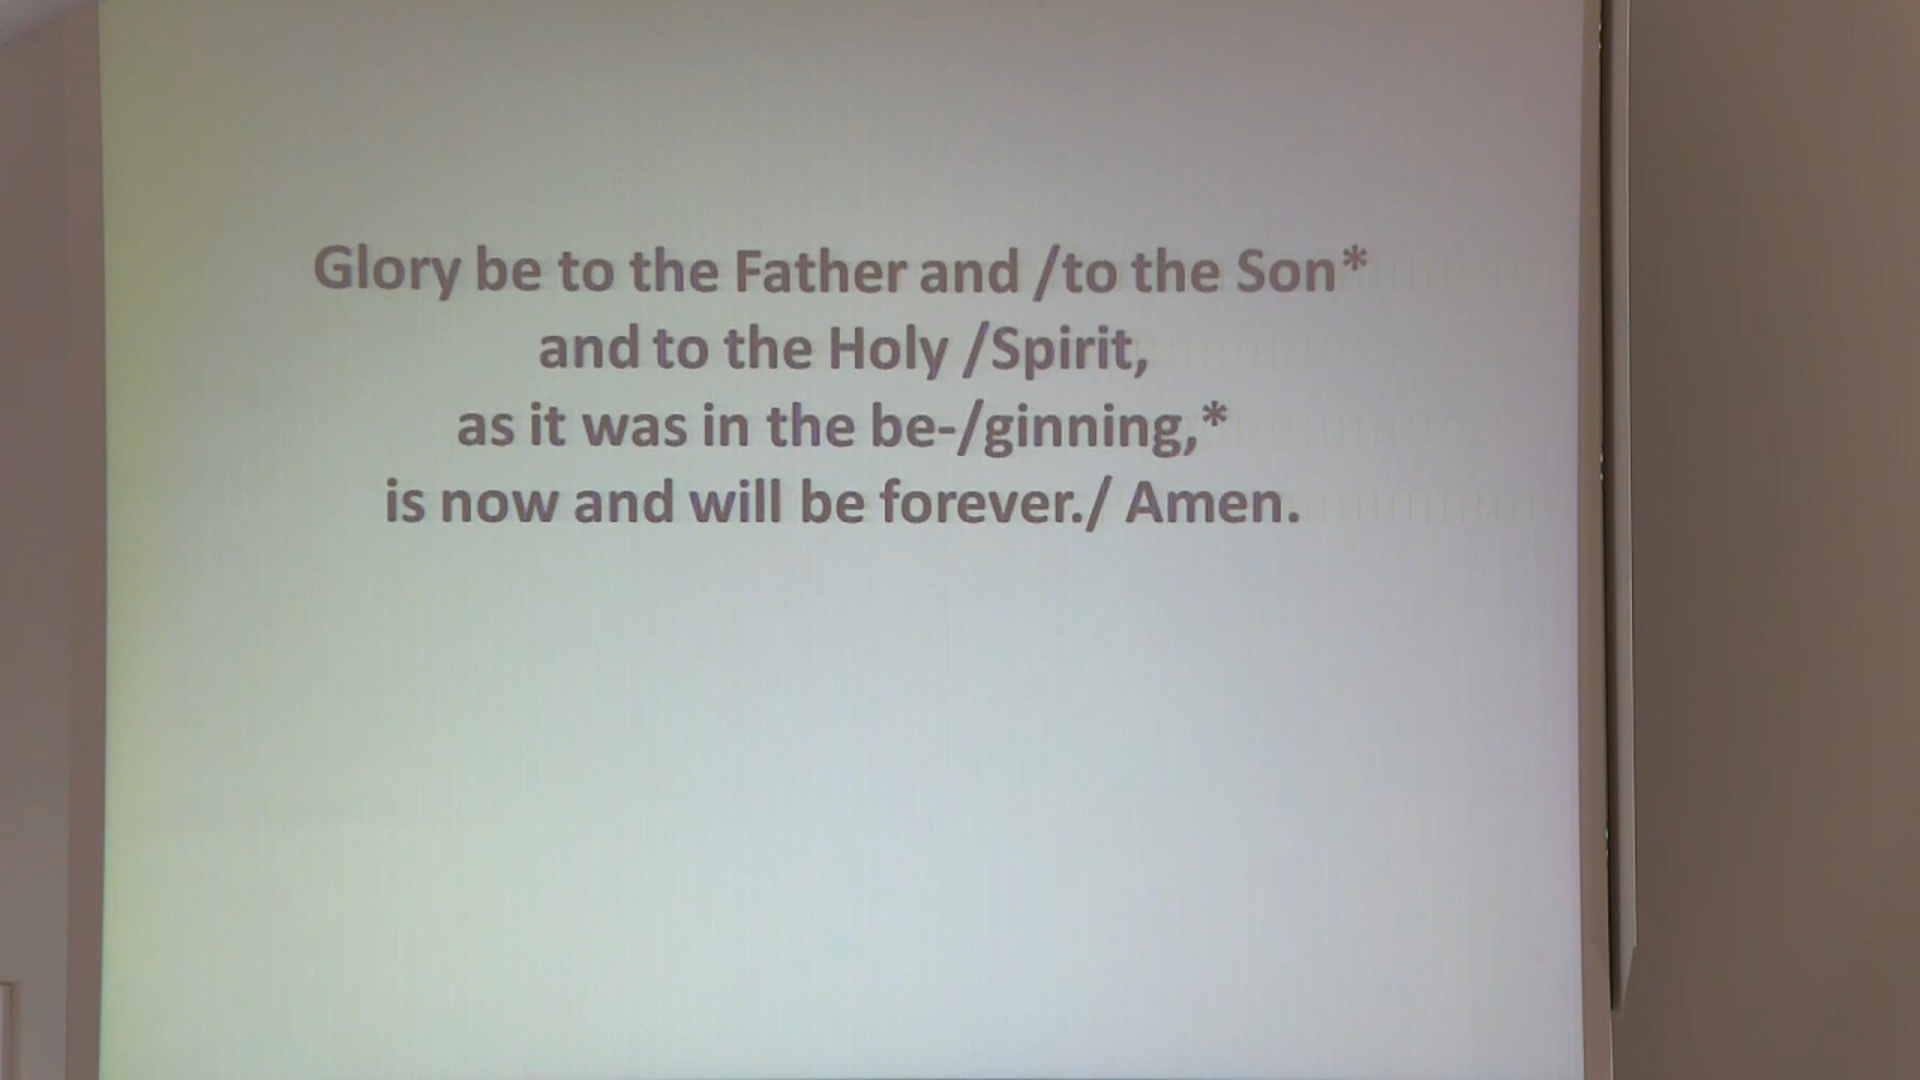 Glory be to the Father and /to the Son*
and to the Holy /Spirit,
as it was in the be-/ginning,*
is now and will be forever./ Amen.